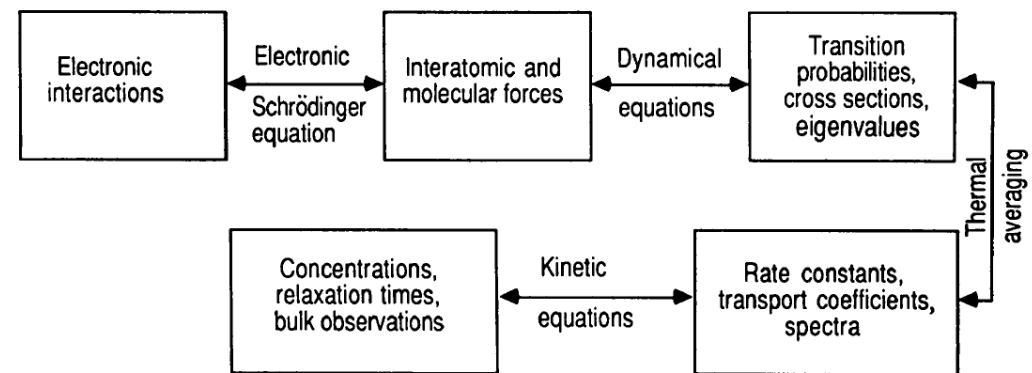 Electronic
interactions
Electronic
Schrödinger
equation
Interatomic and
molecular forces
Dynamical
equations
Transition
probabilities,
cross sections,
eigenvalues
Thermal
averaging
Concentrations,
relaxation times,
bulk observations
Kinetic
equations
Rate constants,
transport coefficients,
spectra